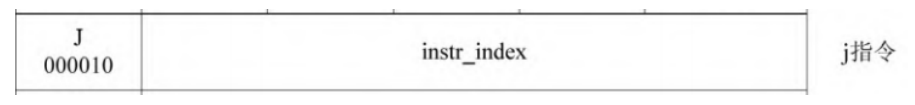 J
000010
instr_index
j指令